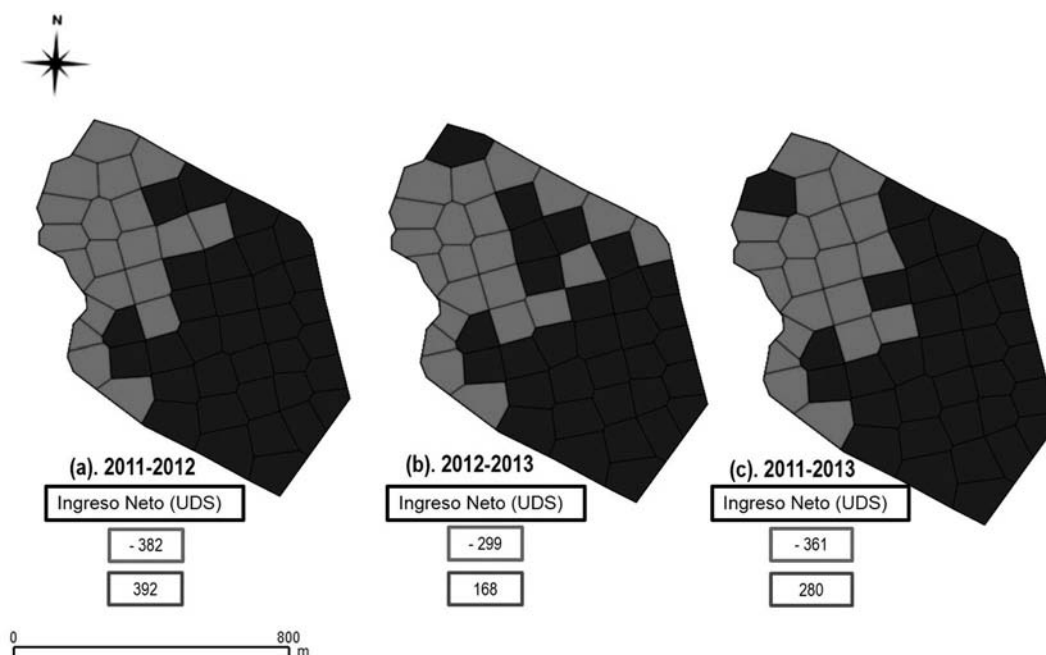 N
(a). 2011-2012
(b). 2012-2013
(c). 2011-2013
Ingreso Neto (UDS)
Ingreso Neto (UDS)
Ingreso Neto (UDS)
- 382
- 299
- 361
392
168
280
0
800
m